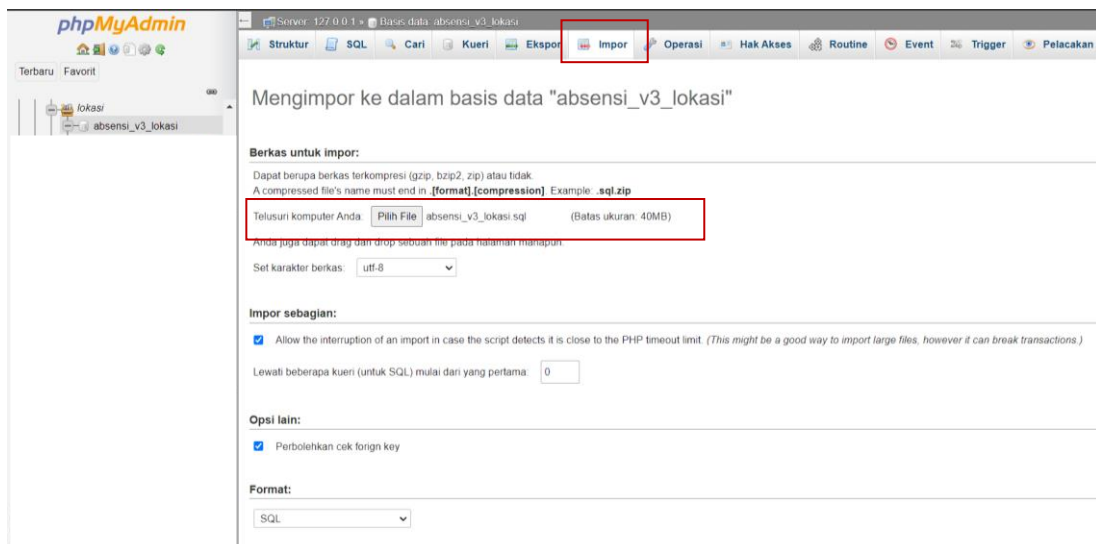 phpMyAdmin
Terbaru Favorit
lokasi
absensi_v3_lokasi
Server: 127.0.0.1 » Basis data: absensi_v3_lokasi
Struktur SQL Cari Kueri Ekspor Impor Operasi Hak Akses Routine Event Trigger Pelacakan
Mengimpor ke dalam basis data "absensi_v3_lokasi"
Berkas untuk impor:
Dapat berupa berkas terkompresi (gzip, bzip2, zip) atau tidak.
A compressed file's name must end in .[format].[compression]. Example: .sql.zip
Telusuri komputer Anda: Pilih File absensi_v3_lokasi.sql (Batas ukuran: 40MB)
Anda juga dapat drag dan drop sebuah file pada halaman manapun.
Set karakter berkas: utf-8
Impor sebagian:
Allow the interruption of an import in case the script detects it is close to the PHP timeout limit. (This might be a good way to import large files, however it can break transactions.)
Lewati beberapa kueri (untuk SQL) mulai dari yang pertama: 0
Opsi lain:
Perbolehkan cek forign key
Format:
SQL